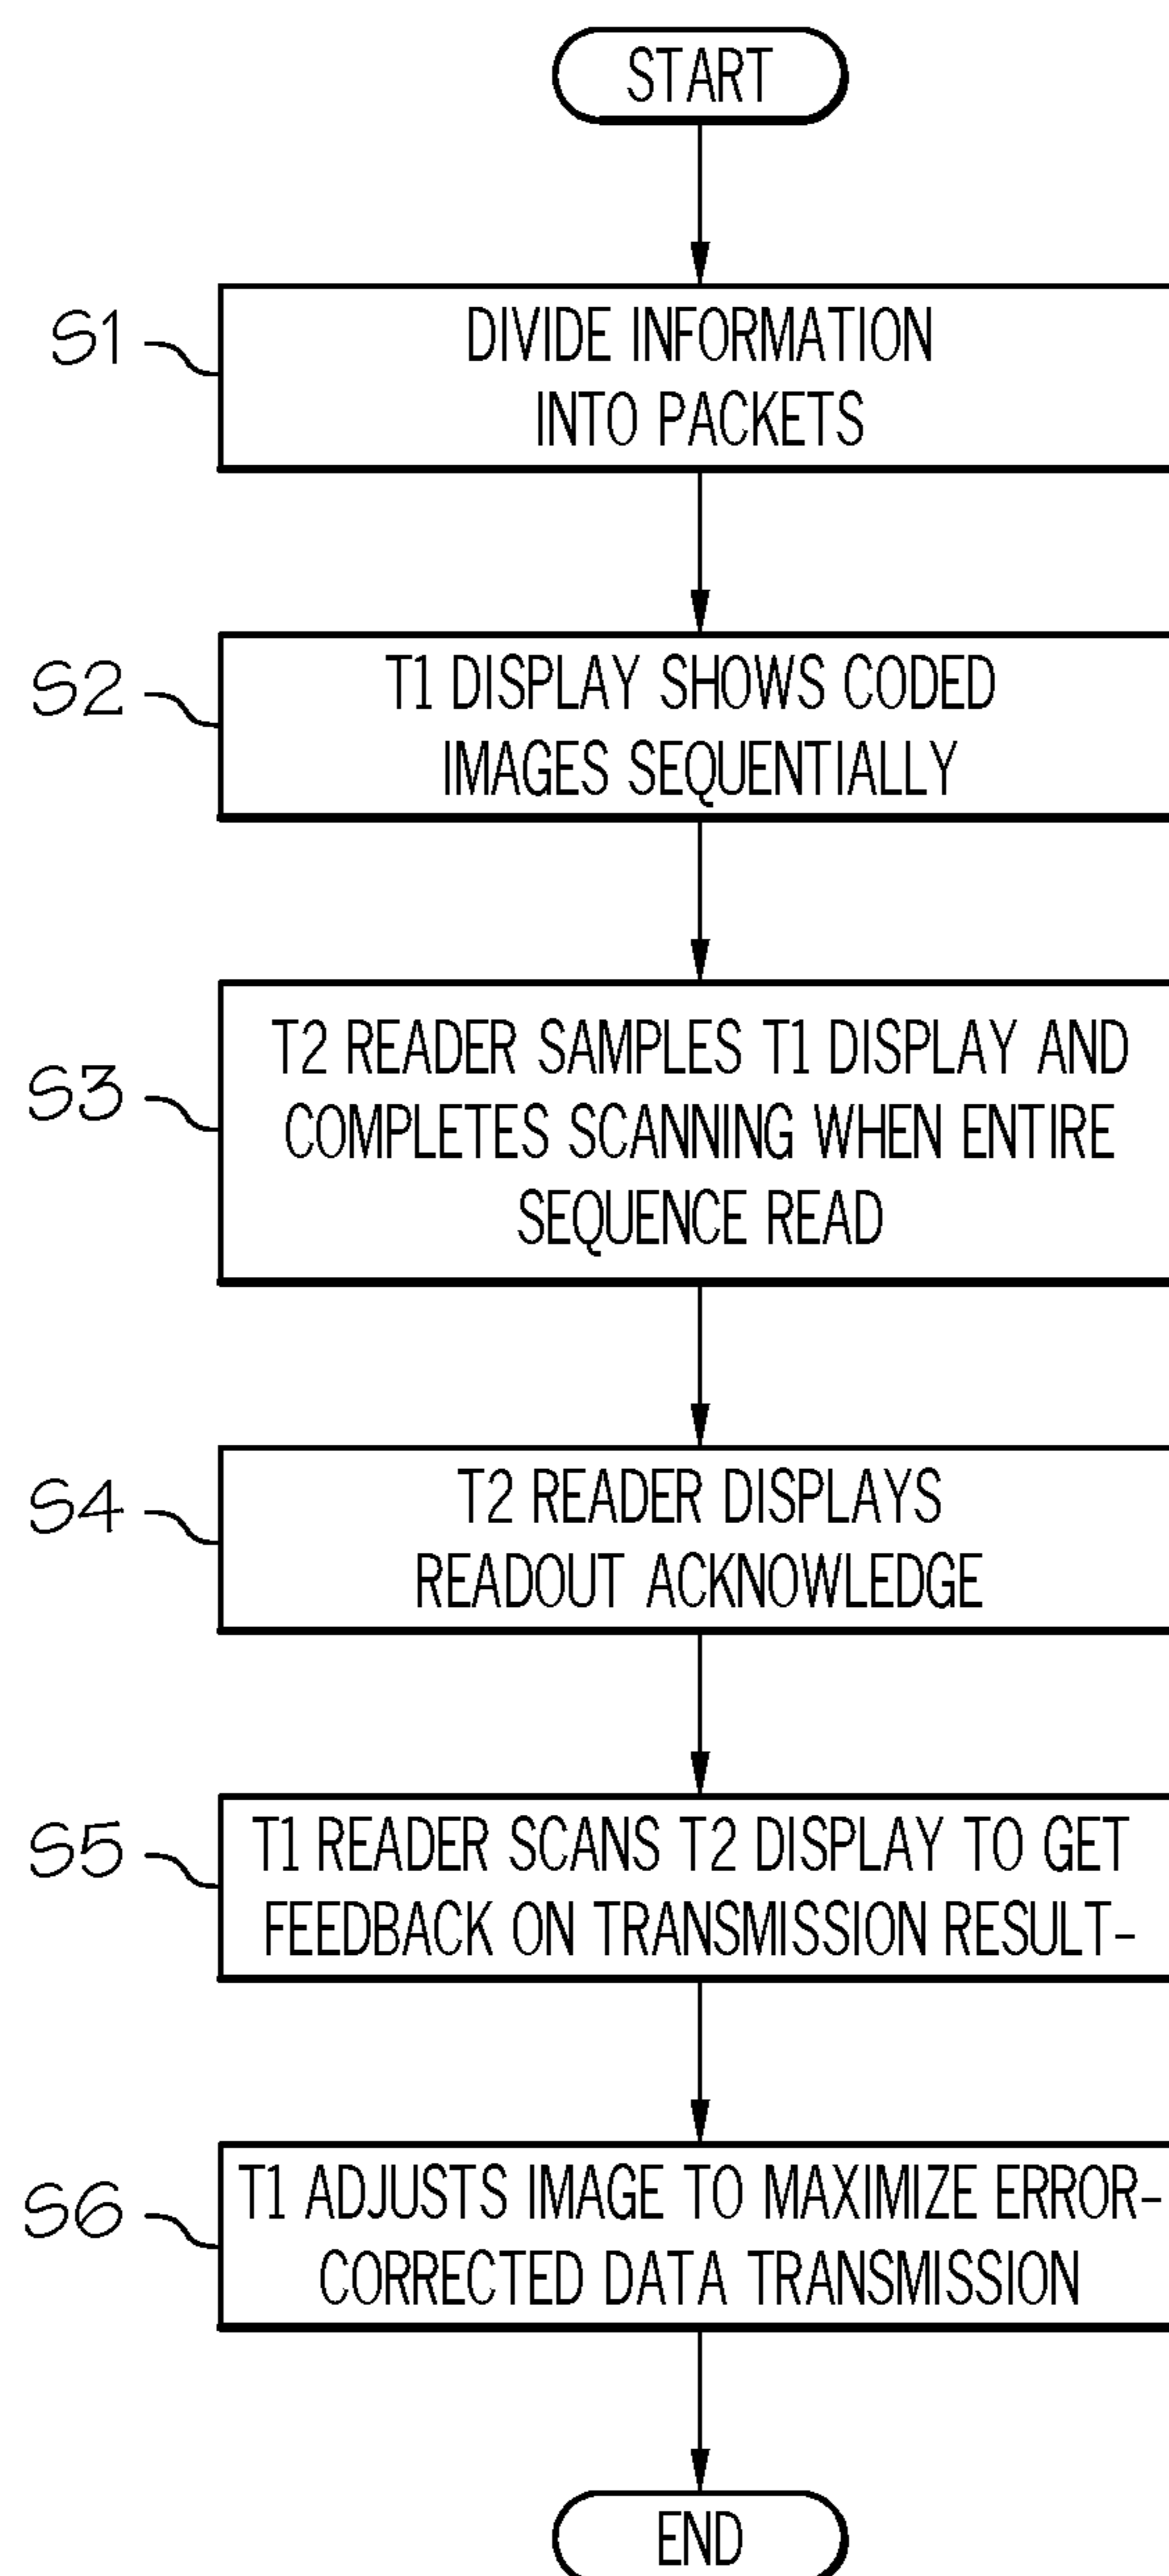 START
S1
DIVIDE INFORMATION
INTO PACKETS
S2
T1 DISPLAY SHOWS CODED
IMAGES SEQUENTIALLY
S3
T2 READER SAMPLES T1 DISPLAY AND
COMPLETES SCANNING WHEN ENTIRE
SEQUENCE READ
S4
T2 READER DISPLAYS
READOUT ACKNOWLEDGE
S5
T1 READER SCANS T2 DISPLAY TO GET
FEEDBACK ON TRANSMISSION RESULT-
S6
T1 ADJUSTS IMAGE TO MAXIMIZE ERROR-
CORRECTED DATA TRANSMISSION
END